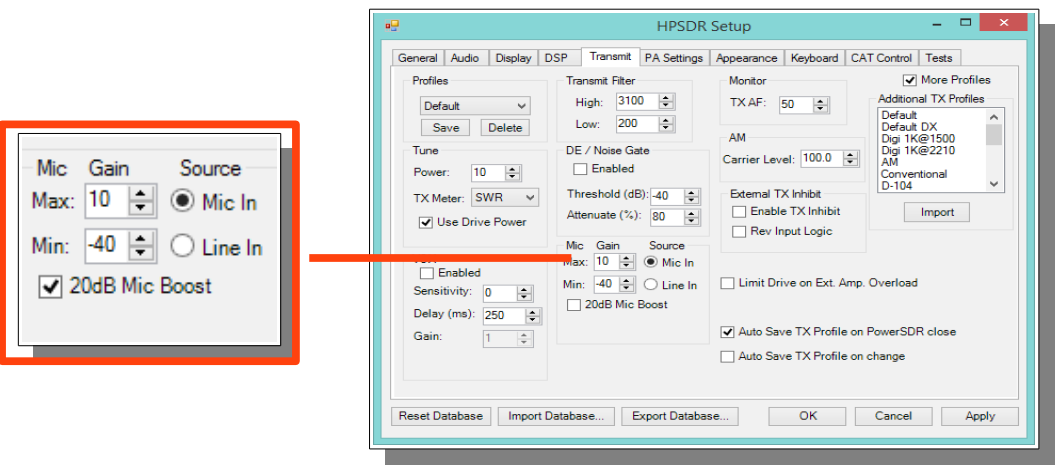 Mic Gain Source
Max: 10 Mic In
Min: -40 Line In
20dB Mic Boost
HPSDR Setup
General Audio Display DSP Transmit PA Settings Appearance Keyboard CAT Control Tests
Profiles
Default
Save Delete
Transmit Filter
High: 3100
Low: 200
Monitor
TX AF: 50
More Profiles
Additional TX Profiles
Default
Default DX
Digi 1K@1500
Digi 1K@2210
AM
Conventional
D-104
Import
Tune
Power: 10
TX Meter: SWR
Use Drive Power
DE / Noise Gate
Enabled
Threshold (dB): -40
Attenuate (%): 80
AM
Carrier Level: 100.0
External TX Inhibit
Enable TX Inhibit
Rev Input Logic
Enabled
Sensitivity: 0
Delay (ms): 250
Gain: 1
Mic Gain Source
Max: 10 Mic In
Min: -40 Line In
20dB Mic Boost
Limit Drive on Ext. Amp. Overload
Auto Save TX Profile on PowerSDR close
Auto Save TX Profile on change
Reset Database Import Database... Export Database... OK Cancel Apply